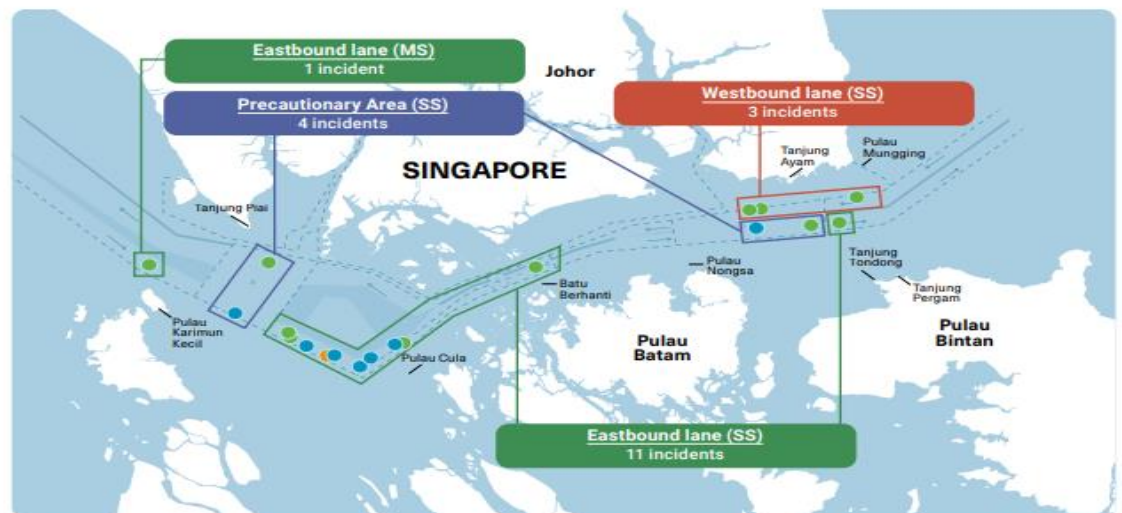 Eastbound lane (MS)
1 incident
Johor
Precautionary Area (SS)
4 incidents
Westbound lane (SS)
3 incidents
Tanjung
Ayam
Pulau
Mungging
SINGAPORE
Tanjung Piai
Pulau
Nongsa
Tanjung
Tondong
Tanjung
Pergam
Batu
Berhanti
Pulau
Karimun
Kecil
Pulau Cula
Pulau
Batam
Pulau
Bintan
Eastbound lane (SS)
11 incidents